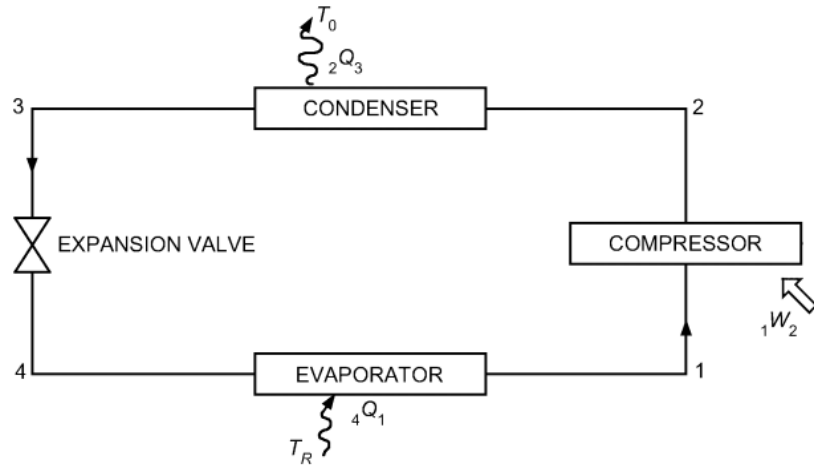 T0
2Q3
3
CONDENSER
2
EXPANSION VALVE
COMPRESSOR
1W2
4
EVAPORATOR
1
4Q1
TR